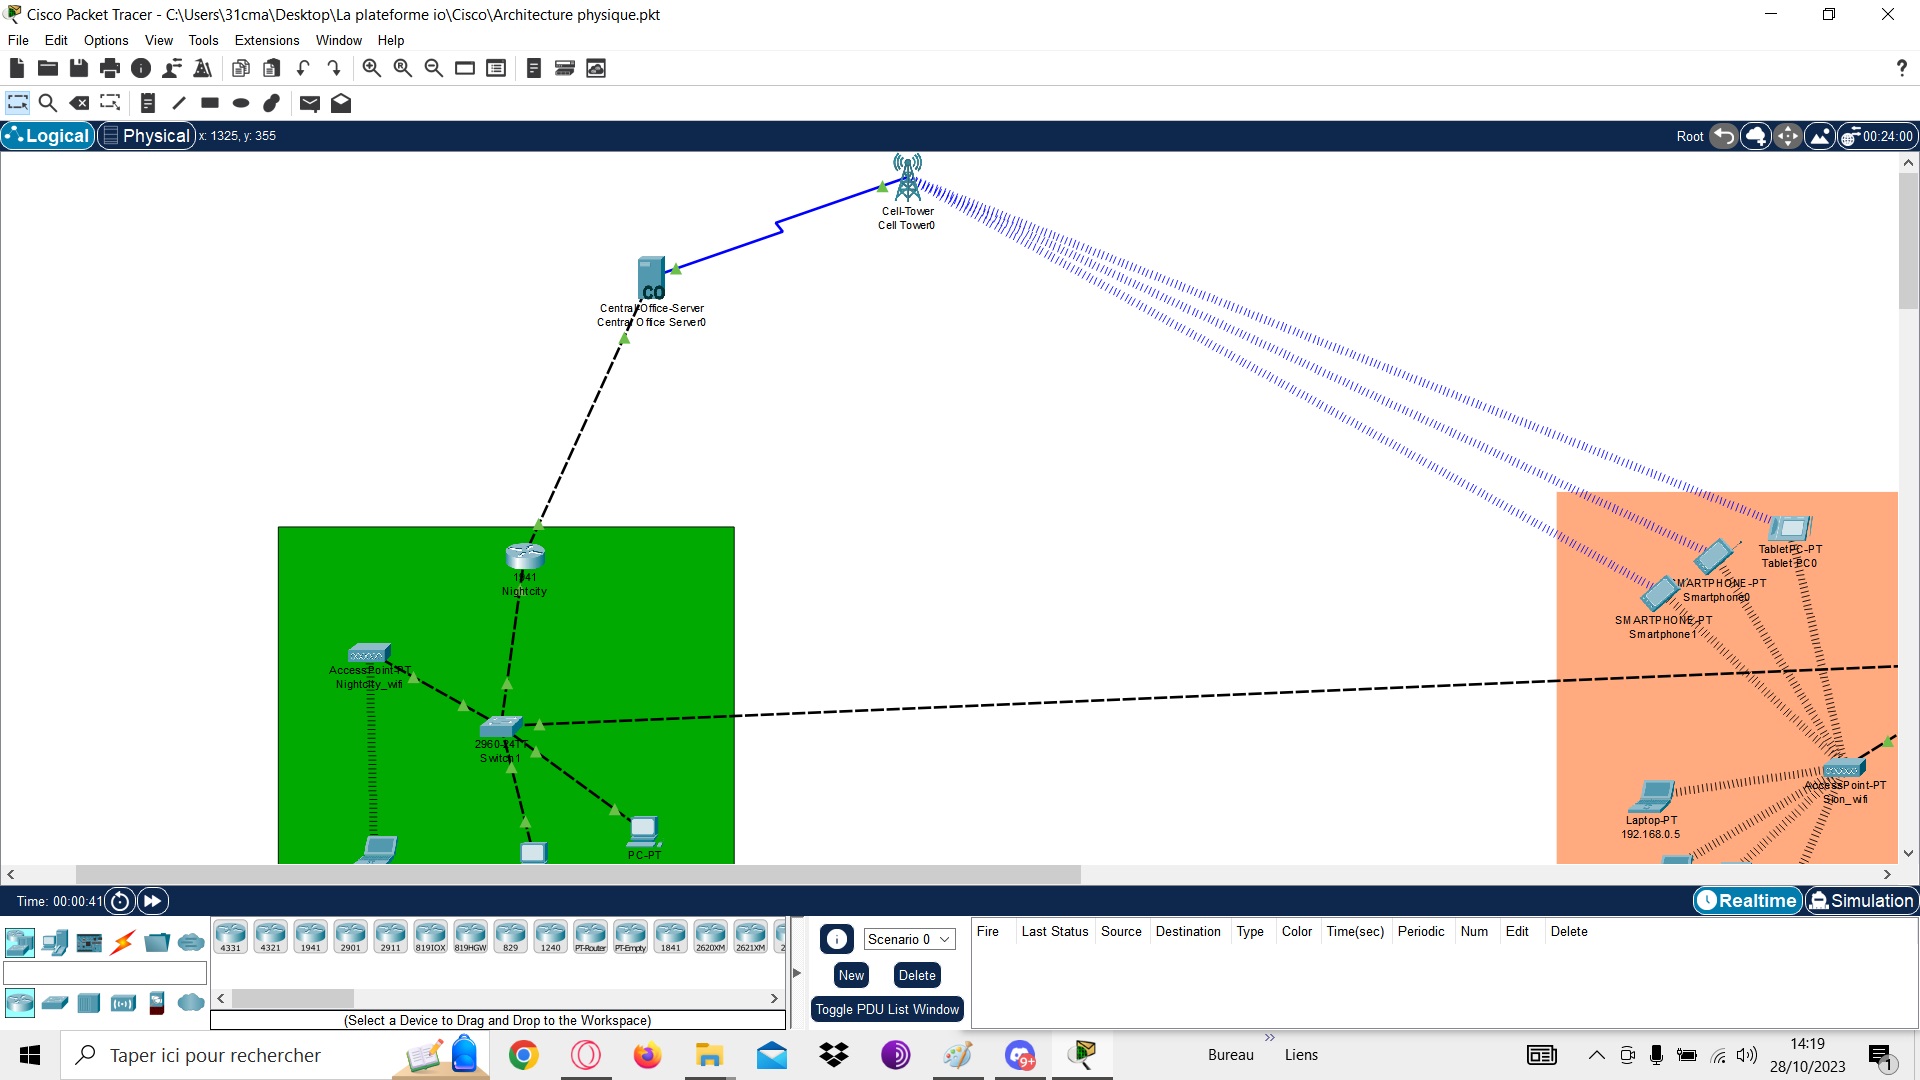 Cisco Packet Tracer - C:\Users\31cma\Desktop\La plateforme io\Cisco\Architecture physique.pkt
File Edit Options View Tools Extensions Window Help
?
Logical Physical x: 1325, y: 355 Root 00:24:00
Cell-Tower
Cell Tower0
CO
Central-Office-Server
Central Office Server0
1941
Nightcity
TabletPC-PT
Tablet PC0
SMARTPHONE-PT
Smartphone0
SMARTPHONE-PT
Smartphone1
AccessPoint-PT
Nightcity_wifi
2960-24TT
Switch1
AccessPoint-PT
Sion_wifi
Laptop-PT
192.168.0.5
PC-PT
Time: 00:00:41 Realtime Simulation
4331 4321 1941 2901 2911 819IOX 819HGW 829 1240 PT-Router PT-Empty 1841 2620XM 2621XM 2
Scenario 0
New Delete
Toggle PDU List Window
Fire Last Status Source Destination Type Color Time(sec) Periodic Num Edit Delete
(Select a Device to Drag and Drop to the Workspace)
Taper ici pour rechercher
9+
Bureau » Liens
14:19
28/10/2023
1